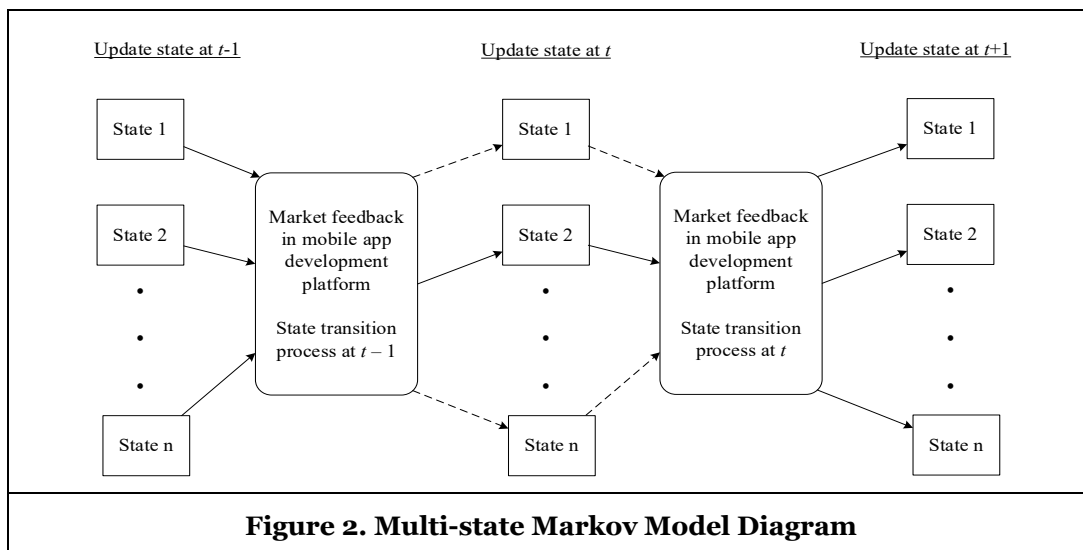 Update state at t-1
Update state at t
Update state at t+1
State 1
State 2
State n
Market feedback
in mobile app
development
platform
State transition
process at t – 1
State 1
State 2
State n
Market feedback
in mobile app
development
platform
State transition
process at t
State 1
State 2
State n
Figure 2. Multi-state Markov Model Diagram